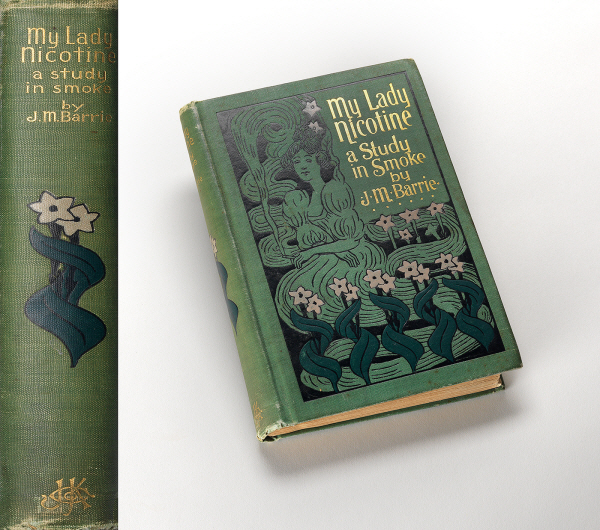 My Lady
Nicotine
a study
in smoke
by
J.M.Barrie
My Lady
Nicotine
a Study
in Smoke
by
J.M.Barrie.